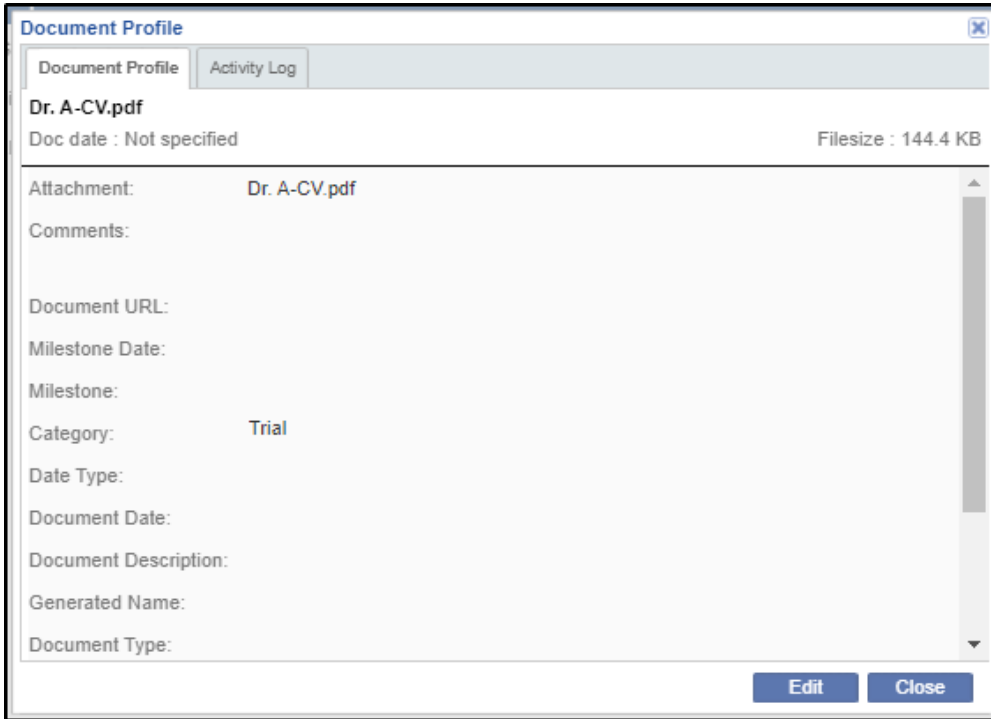 Document Profile
Document Profile Activity Log
Dr. A-CV.pdf
Doc date : Not specified Filesize : 144.4 KB
Attachment: Dr. A-CV.pdf
Comments:
Document URL:
Milestone Date:
Milestone:
Category: Trial
Date Type:
Document Date:
Document Description:
Generated Name:
Document Type:
Edit Close